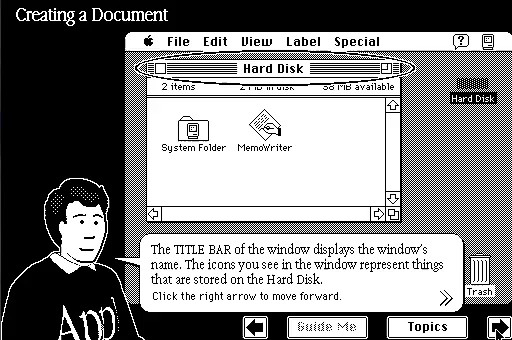 Creating a Document
File Edit View Label Special
Hard Disk
2 items 2 MB in disk 38 MB available
Hard Disk
System Folder MemoWriter
The TITLE BAR of the window displays the window's
name. The icons you see in the window represent things
that are stored on the Hard Disk.
Click the right arrow to move forward.
Trash
App
Guide Me Topics